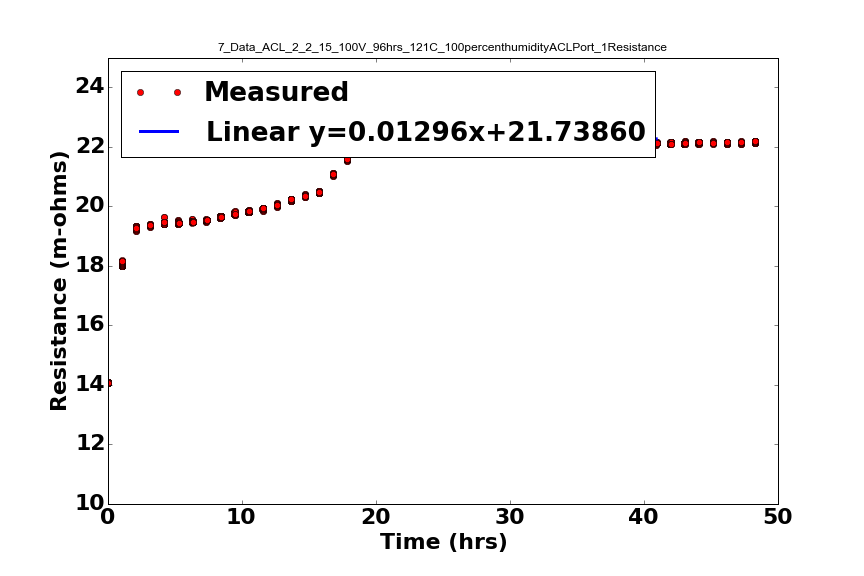 7_Data_ACL_2_2_15_100V_96hrs_121C_100percenthumidityACLPort_1Resistance
Measured
Linear y=0.01296x+21.73860
Resistance (m-ohms)
24
22
20
18
16
14
12
10
0
10
20
30
40
50
Time (hrs)